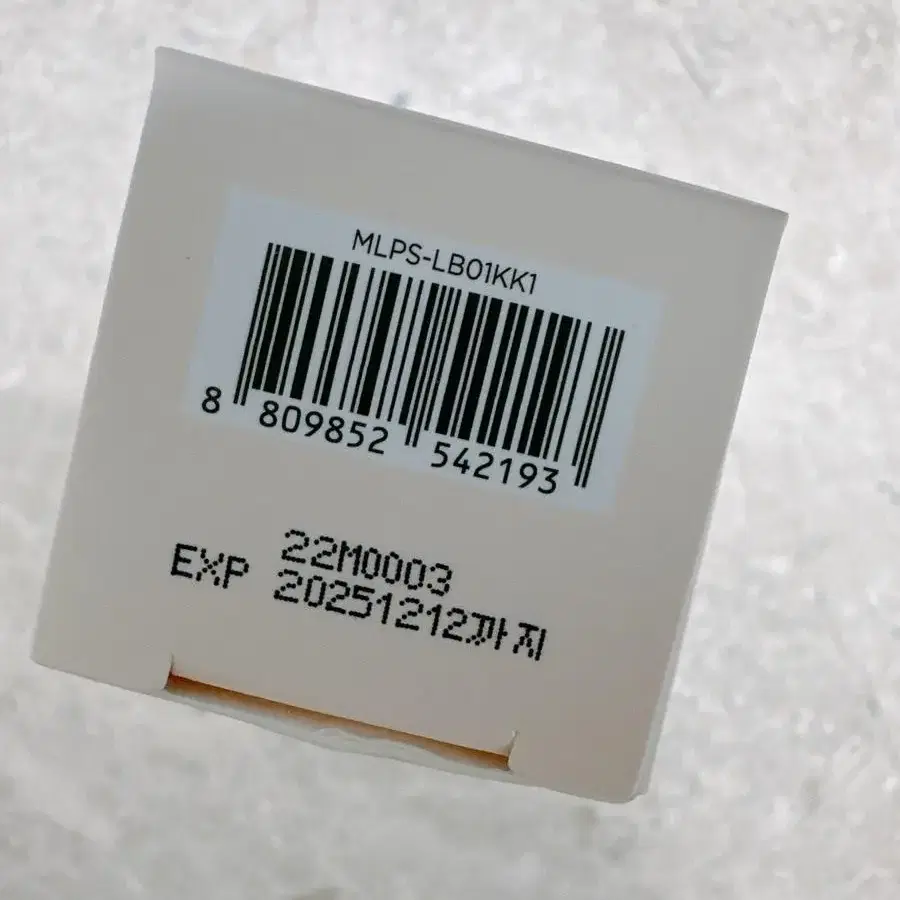 MLPS-LB01KK1
8 809852 542193
22M0003
EXP 20251212까지